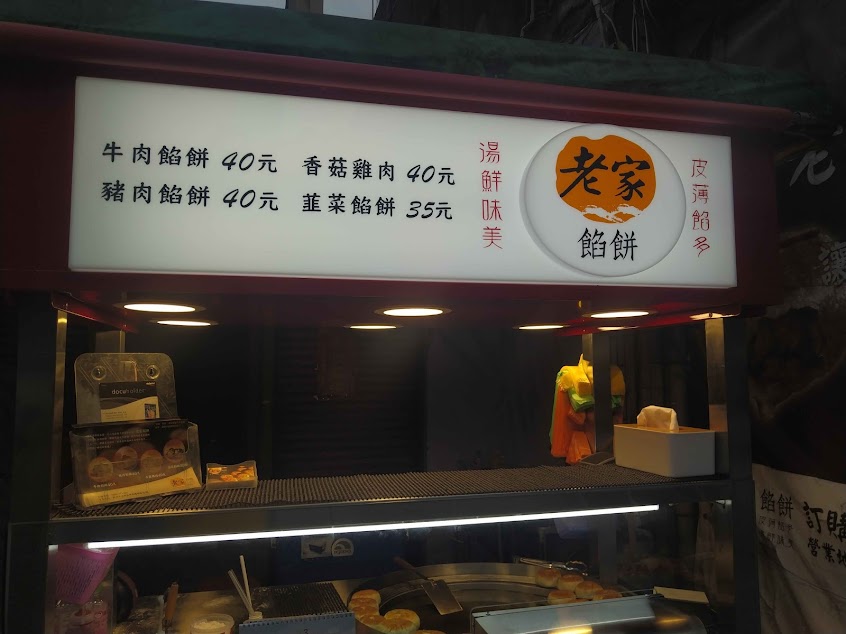 牛肉餡餅 40元 香菇雞肉 40元
豬肉餡餅 40元 韮菜餡餅 35元
湯鮮味美
老家
餡餅
皮薄餡多
餡餅
訂購